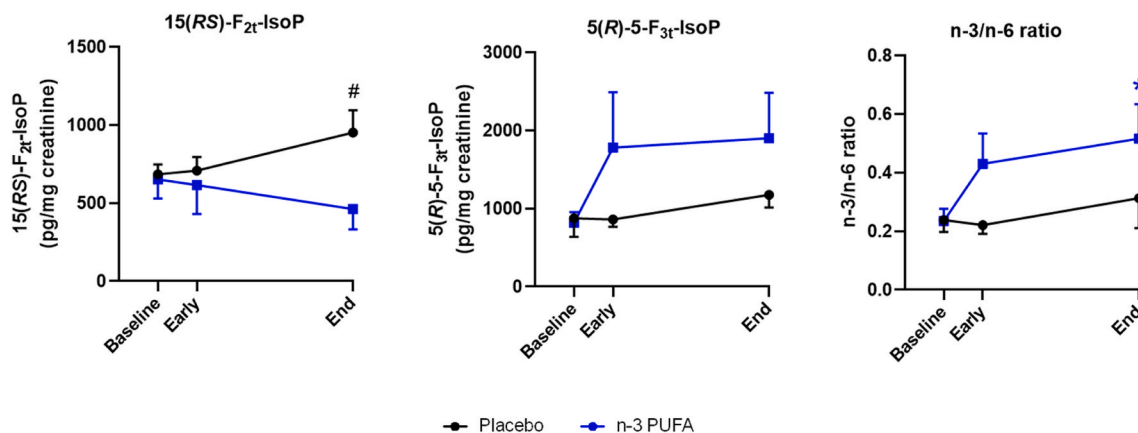 15(RS)-F2t-IsoP
15(RS)-F2t-IsoP
(pg/mg creatinine)
1500
1000
500
0
#
Baseline
Early
End
5(R)-5-F3t-IsoP
5(R)-5-F3t-IsoP
(pg/mg creatinine)
3000
2000
1000
0
Baseline
Early
End
n-3/n-6 ratio
n-3/n-6 ratio
0.8
0.6
0.4
0.2
0.0
*
Baseline
Early
End
Placebo
n-3 PUFA